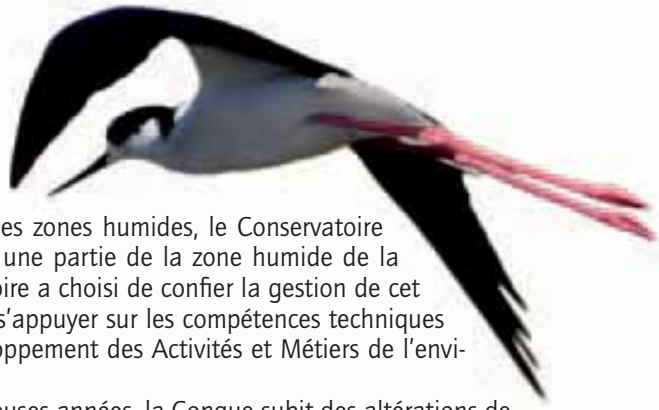 es zones humides, le Conservatoire
une partie de la zone humide de la
oire a choisi de confier la gestion de cet
s'appuyer sur les compétences techniques
oppement des Activités et Métiers de l'envi-
euses années, la Conque subit des altérations de